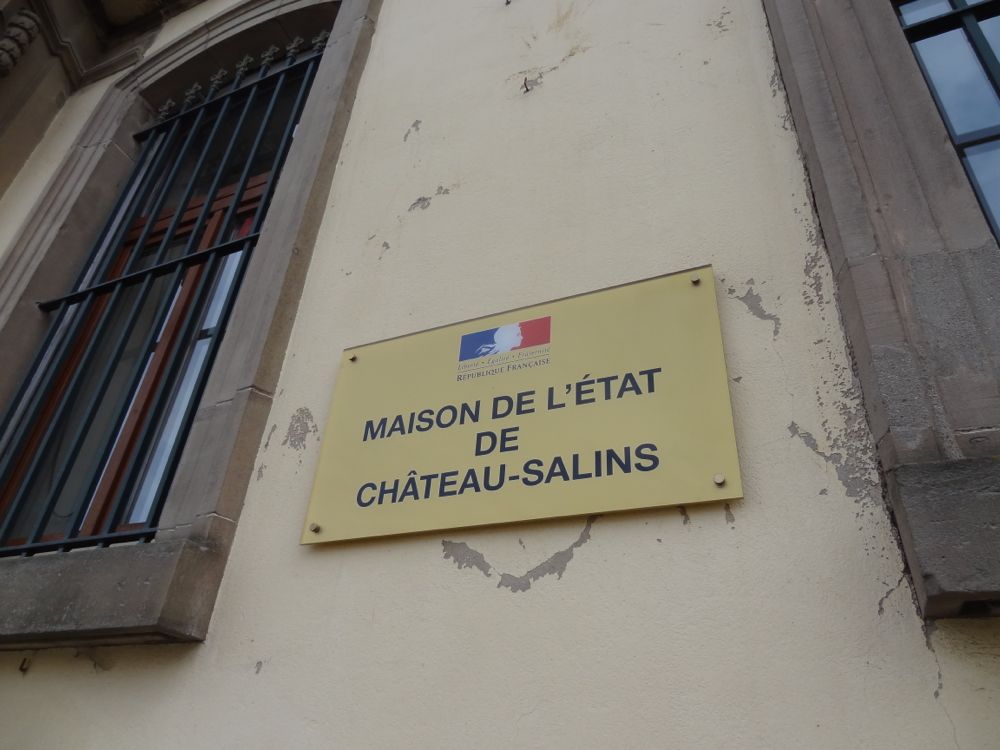 Liberté • Égalité • Fraternité
RÉPUBLIQUE FRANÇAISE
MAISON DE L'ÉTAT
DE
CHÂTEAU-SALINS